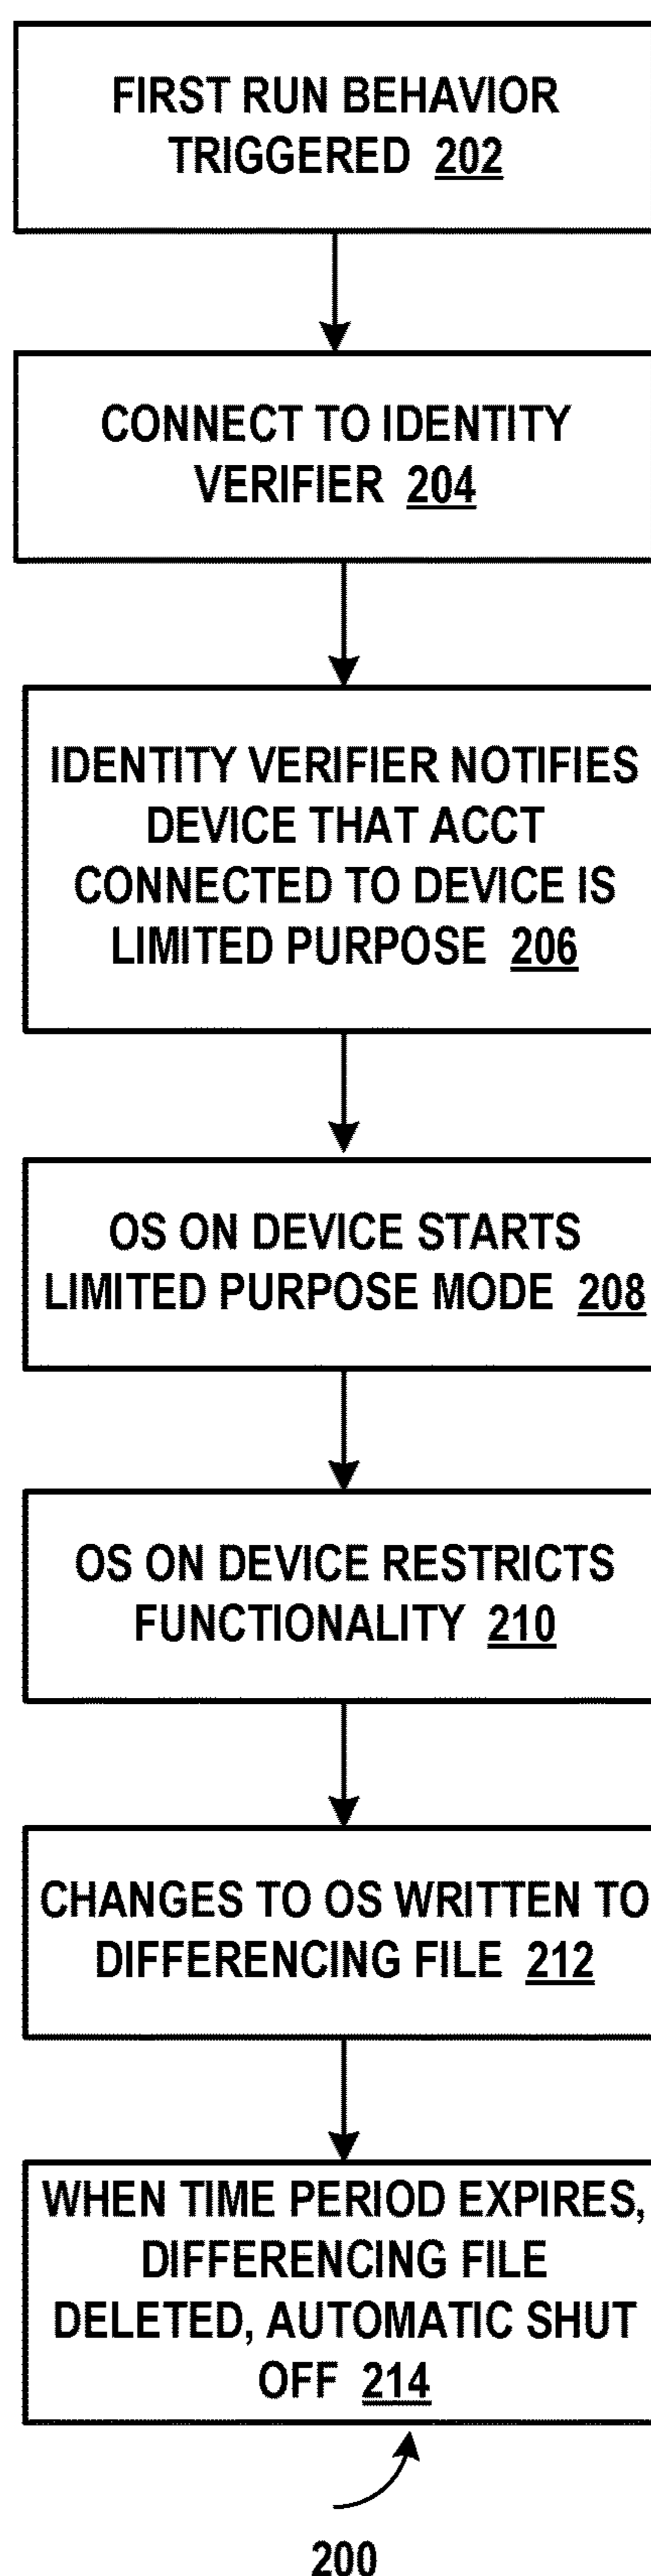 FIRST RUN BEHAVIOR
TRIGGERED 202
CONNECT TO IDENTITY
VERIFIER 204
IDENTITY VERIFIER NOTIFIES
DEVICE THAT ACCT
CONNECTED TO DEVICE IS
LIMITED PURPOSE 206
OS ON DEVICE STARTS
LIMITED PURPOSE MODE 208
OS ON DEVICE RESTRICTS
FUNCTIONALITY 210
CHANGES TO OS WRITTEN TO
DIFFERENCING FILE 212
WHEN TIME PERIOD EXPIRES,
DIFFERENCING FILE
DELETED, AUTOMATIC SHUT
OFF 214
200